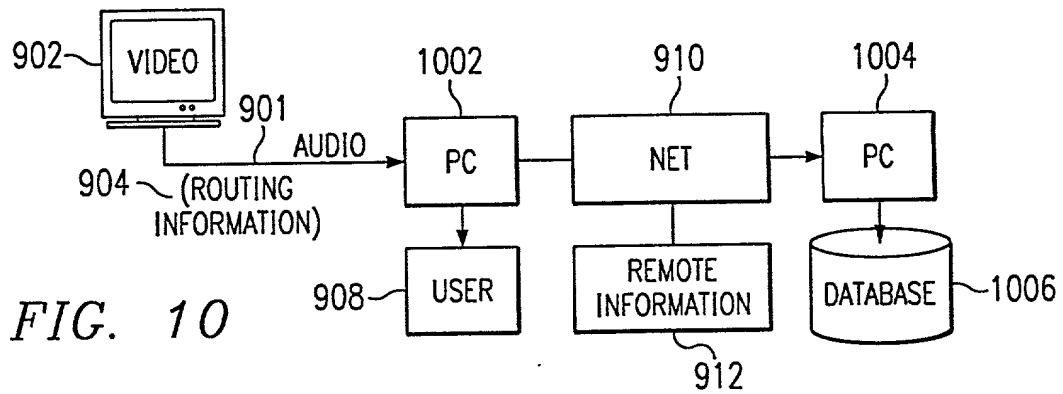 902
VIDEO
901
AUDIO
904
(ROUTING
INFORMATION)
1002
PC
910
NET
1004
PC
908
USER
REMOTE
INFORMATION
912
DATABASE
1006
FIG. 10